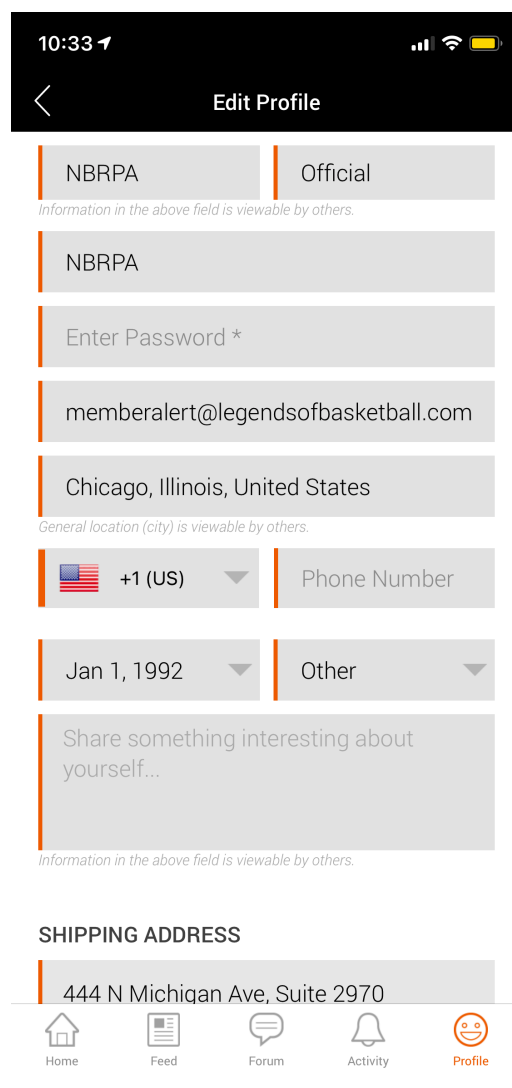 10:33
Edit Profile
NBRPA Official
Information in the above field is viewable by others.
NBRPA
Enter Password *
memberalert@legendsofbasketball.com
Chicago, Illinois, United States
General location (city) is viewable by others.
+1 (US) Phone Number
Jan 1, 1992 Other
Share something interesting about
yourself...
Information in the above field is viewable by others.
SHIPPING ADDRESS
444 N Michigan Ave, Suite 2970
Home Feed Forum Activity Profile